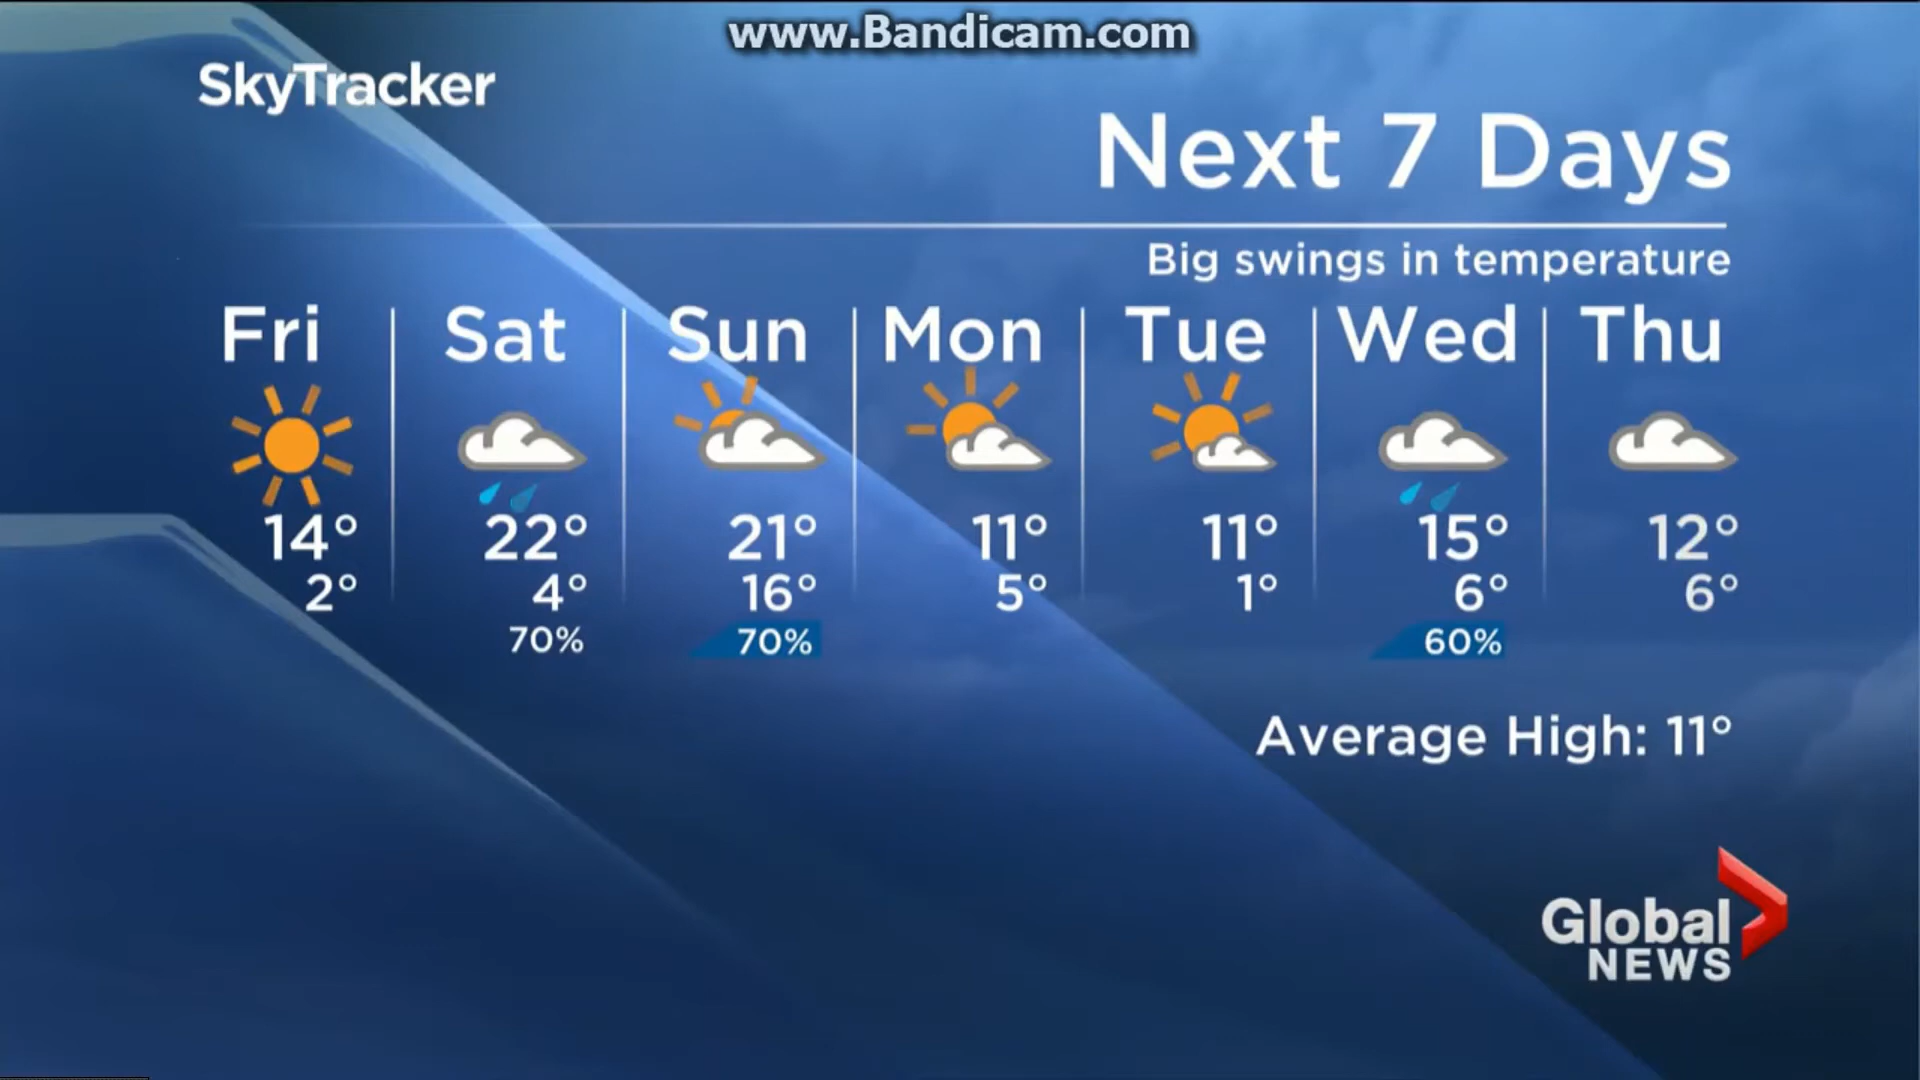 www.Bandicam.com
SkyTracker
Next 7 Days
Big swings in temperature
Fri Sat Sun Mon Tue Wed Thu
14° 22° 21° 11° 11° 15° 12°
2° 4° 16° 5° 1° 6° 6°
70% 70% 60%
Average High: 11°
Global
NEWS